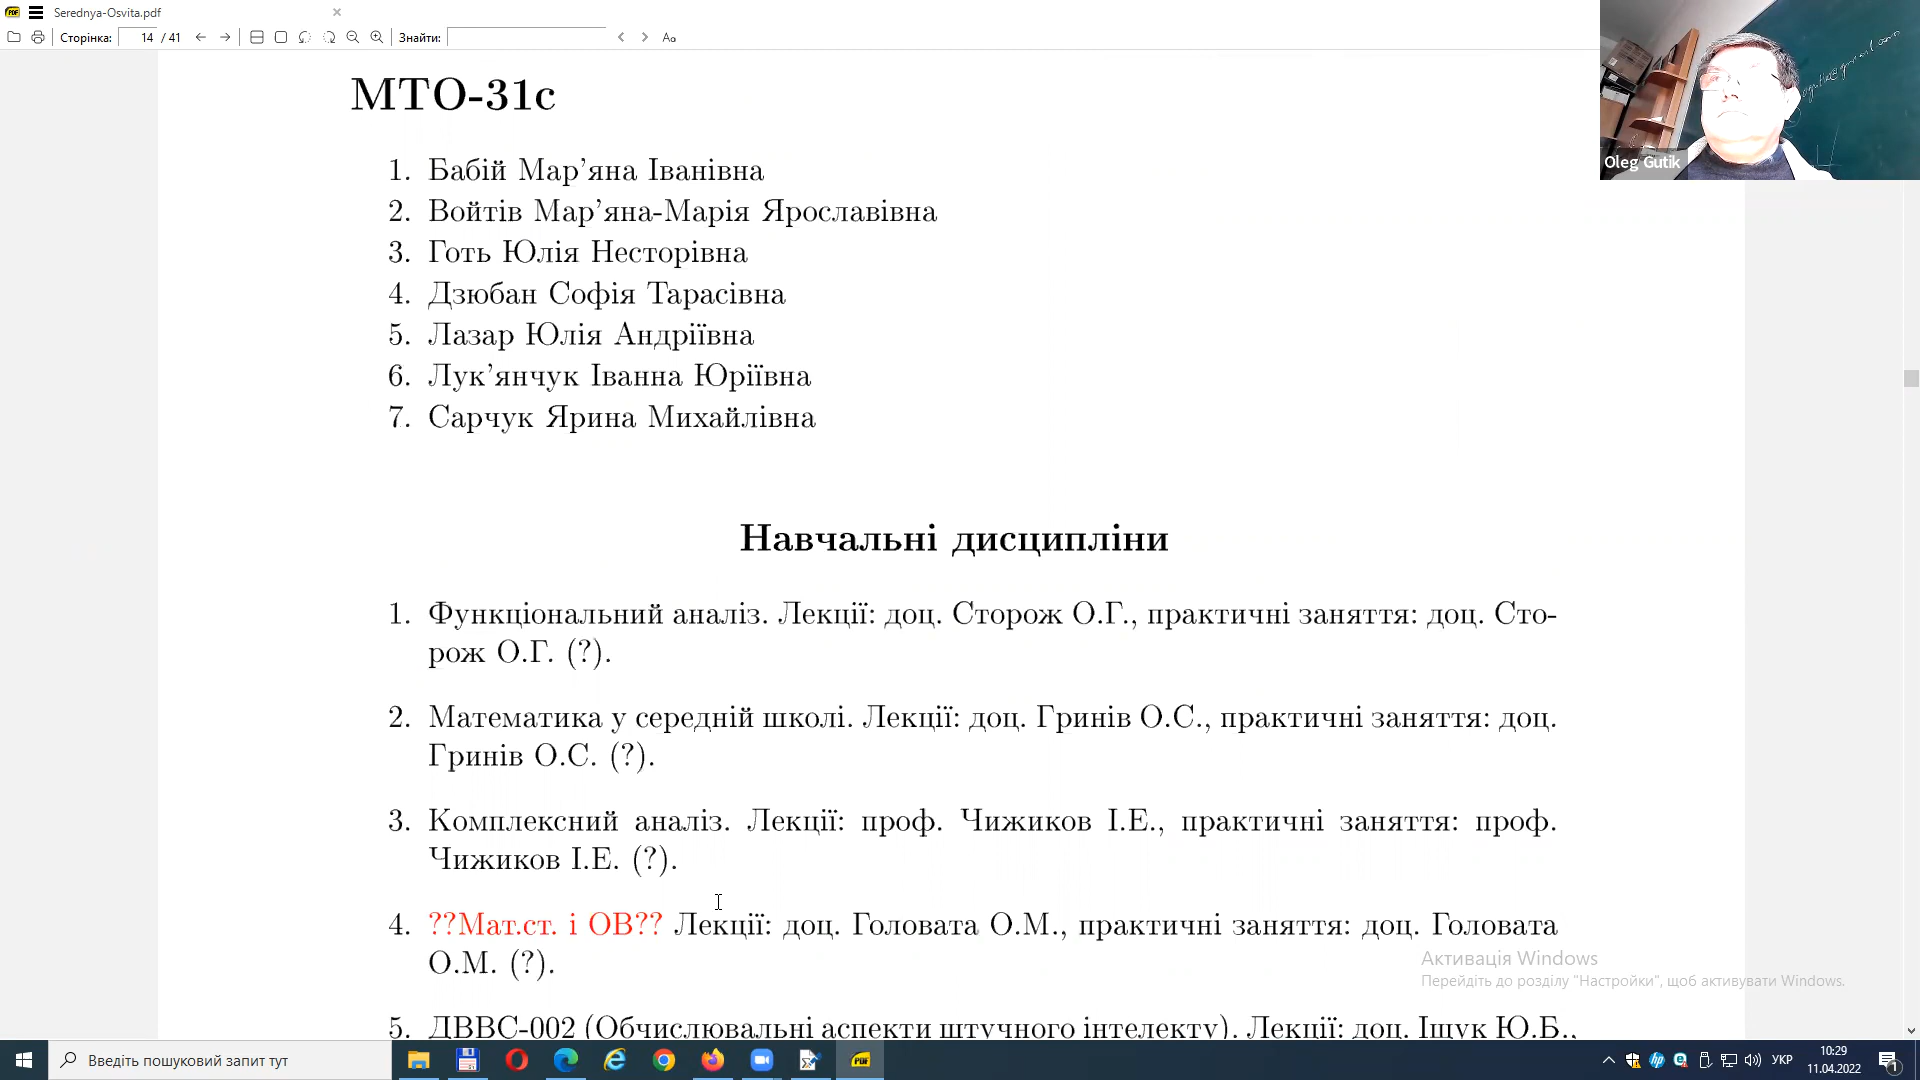 Serednya-Osvita.pdf
Сторінка: 14 / 41 Знайти:
МТО-31с
1. Бабій Мар’яна Іванівна
2. Войтів Мар’яна-Марія Ярославівна
3. Готь Юлія Несторівна
4. Дзюбан Софія Тарасівна
5. Лазар Юлія Андріївна
6. Лук’янчук Іванна Юріївна
7. Сарчук Ярина Михайлівна
Навчальні дисципліни
1. Функціональний аналіз. Лекції: доц. Сторож О.Г., практичні заняття: доц. Сто-
рож О.Г. (?).
2. Математика у середній школі. Лекції: доц. Гринів О.С., практичні заняття: доц.
Гринів О.С. (?).
3. Комплексний аналіз. Лекції: проф. Чижиков І.Е., практичні заняття: проф.
Чижиков І.Е. (?).
4. ??Мат.ст. і ОВ?? Лекції: доц. Головата О.М., практичні заняття: доц. Головата
О.М. (?).
5. ДВВС-002 (Обчислювальні аспекти штучного інтелекту). Лекції: доц. Іщук Ю.Б.,
Oleg Gutik
Активація Windows
Перейдіть до розділу "Настройки", щоб активувати Windows.
Введіть пошуковий запит тут
УКР
10:29
11.04.2022